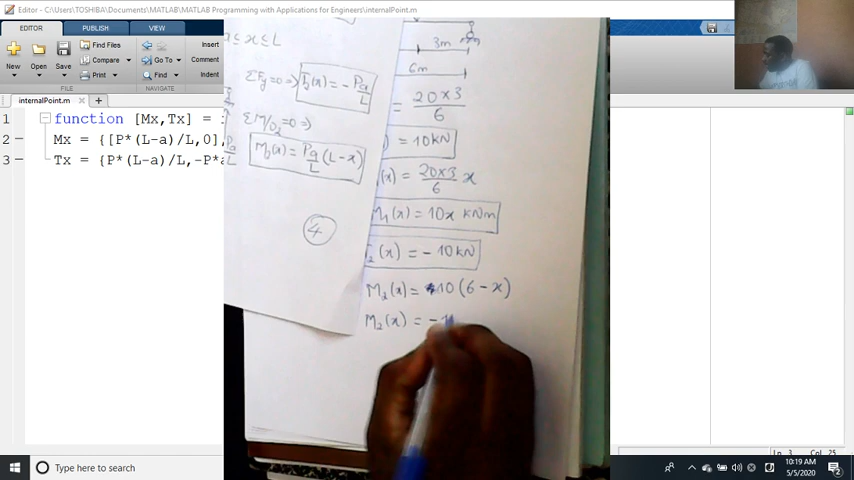 Editor - C:\Users\TOSHIBA\Documents\MATLAB\MATLAB Programming with Applications for Engineers\internalPoint.m
EDITOR PUBLISH VIEW
New Open Save Find Files Compare Print Go To Find Insert Comment Indent
FILE NAVIGATE
internalPoint.m
1 function [Mx,Tx] =
2 Mx = {[P*(L-a)/L,0],
3 Tx = {P*(L-a)/L,-P*a
≤ x ≤ L
ΣFy=0 => Ty(x) = - Pa/L
ΣM/O₂=0 =>
Mz(x) = Pa/L (L-x)
4
3m
6m
= 20×3/6
) = 10kN
(x) = 20×3/6 x
M₁(x) = 10x kNm
₂(x) = - 10kN
M₂(x) = 10(6-x)
M₂(x) = -1
Type here to search
10:19 AM
5/5/2020
Ln 3 Col 25